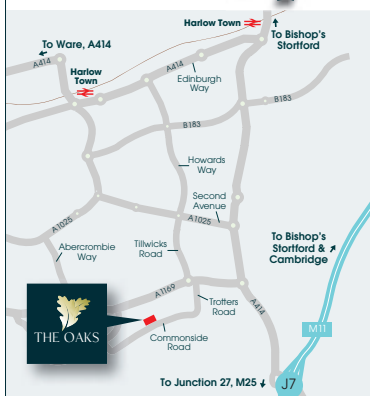 Harlow Town
To Bishop's
Stortford
To Ware, A414
A414
Harlow
Town
A414
Edinburgh
Way
B183
B183
Howards
Way
Second
Avenue
A1025
A1025
Abercrombie
Way
Tillwicks
Road
To Bishop's
Stortford &
Cambridge
A1169
Trotters
Road
A414
THE OAKS
Commonside
Road
M11
To Junction 27, M25
J7